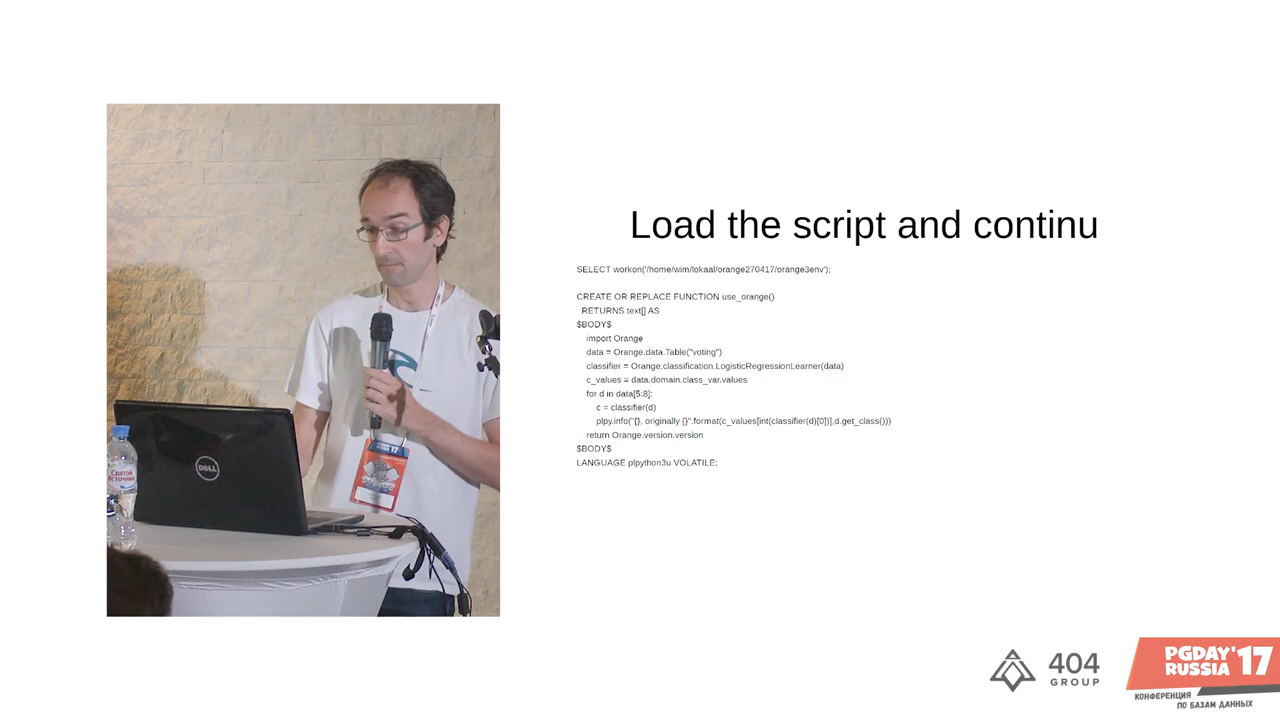 Load the script and continu
SELECT workon('/home/wim/lokaal/orange270417/orange3env');
CREATE OR REPLACE FUNCTION use_orange()
RETURNS text[] AS
$BODY$
import Orange
data = Orange.data.Table("voting")
classifier = Orange.classification.LogisticRegressionLearner(data)
c_values = data.domain.class_var.values
for d in data[5:8]:
c = classifier(d)
plpy.info("{}, originally {}".format(c_values[int(classifier(d)[0])],d.get_class()))
return Orange.version.version
$BODY$
LANGUAGE plpython3u VOLATILE;
DELL
Святой
Источник
404
GROUP
PGDAY'17
RUSSIA
КОНФЕРЕНЦИЯ
ПО БАЗАМ ДАННЫХ